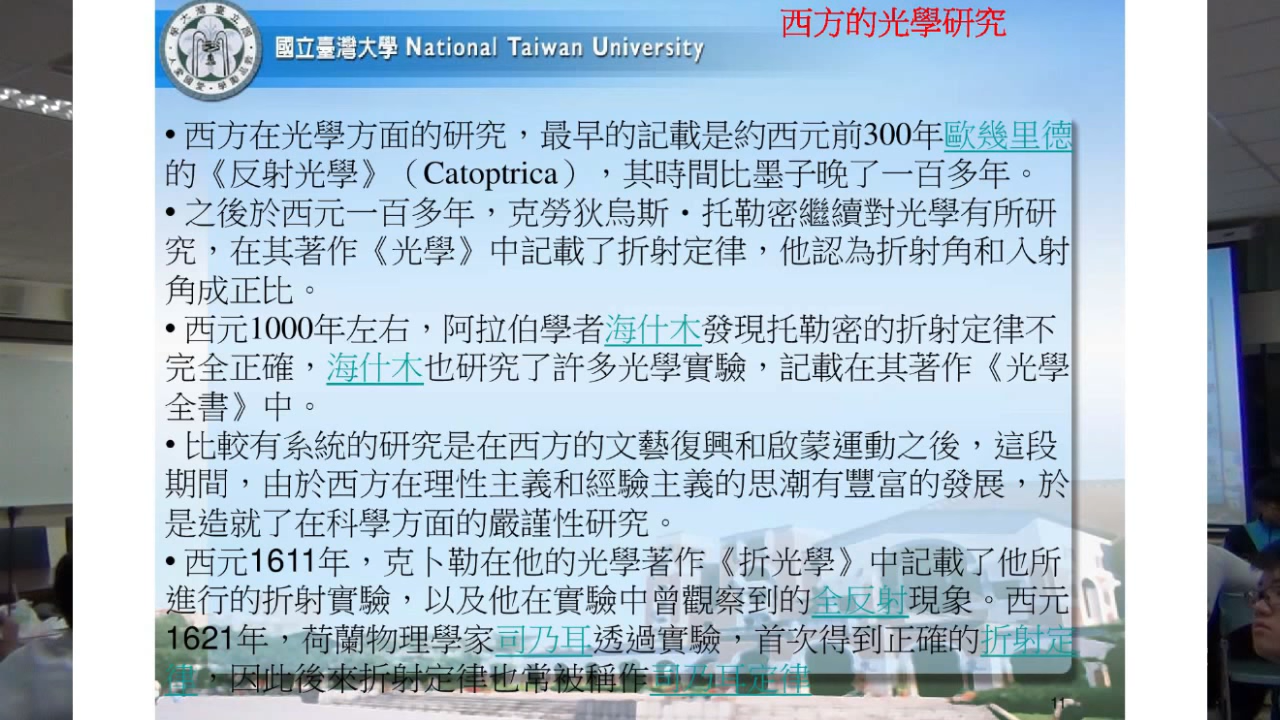 西方的光學研究
國立臺灣大學 National Taiwan University
• 西方在光學方面的研究，最早的記載是約西元前300年歐幾里德
的《反射光學》（Catoptrica），其時間比墨子晚了一百多年。
• 之後於西元一百多年，克勞狄烏斯・托勒密繼續對光學有所研
究，在其著作《光學》中記載了折射定律，他認為折射角和入射
角成正比。
• 西元1000年左右，阿拉伯學者海什木發現托勒密的折射定律不
完全正確，海什木也研究了許多光學實驗，記載在其著作《光學
全書》中。
• 比較有系統的研究是在西方的文藝復興和啟蒙運動之後，這段
期間，由於西方在理性主義和經驗主義的思潮有豐富的發展，於
是造就了在科學方面的嚴謹性研究。
• 西元1611年，克卜勒在他的光學著作《折光學》中記載了他所
進行的折射實驗，以及他在實驗中曾觀察到的全反射現象。西元
1621年，荷蘭物理學家司乃耳透過實驗，首次得到正確的折射定
律，因此後來折射定律也常被稱作司乃耳定律
11